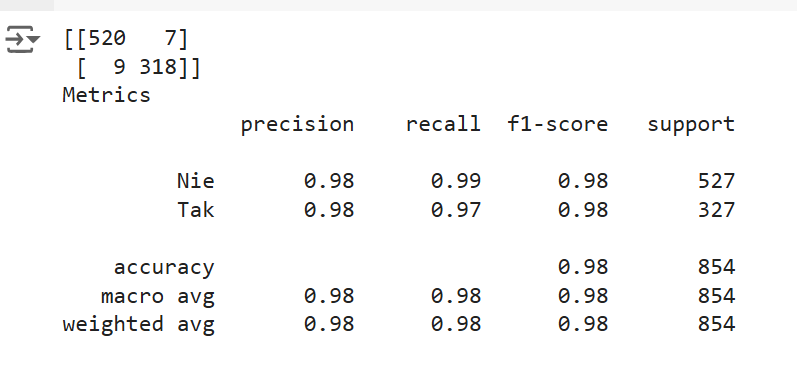 [[520   7]
 [  9 318]]
Metrics
              precision    recall  f1-score   support

         Nie       0.98      0.99      0.98       527
         Tak       0.98      0.97      0.98       327

    accuracy                           0.98       854
   macro avg       0.98      0.98      0.98       854
weighted avg       0.98      0.98      0.98       854